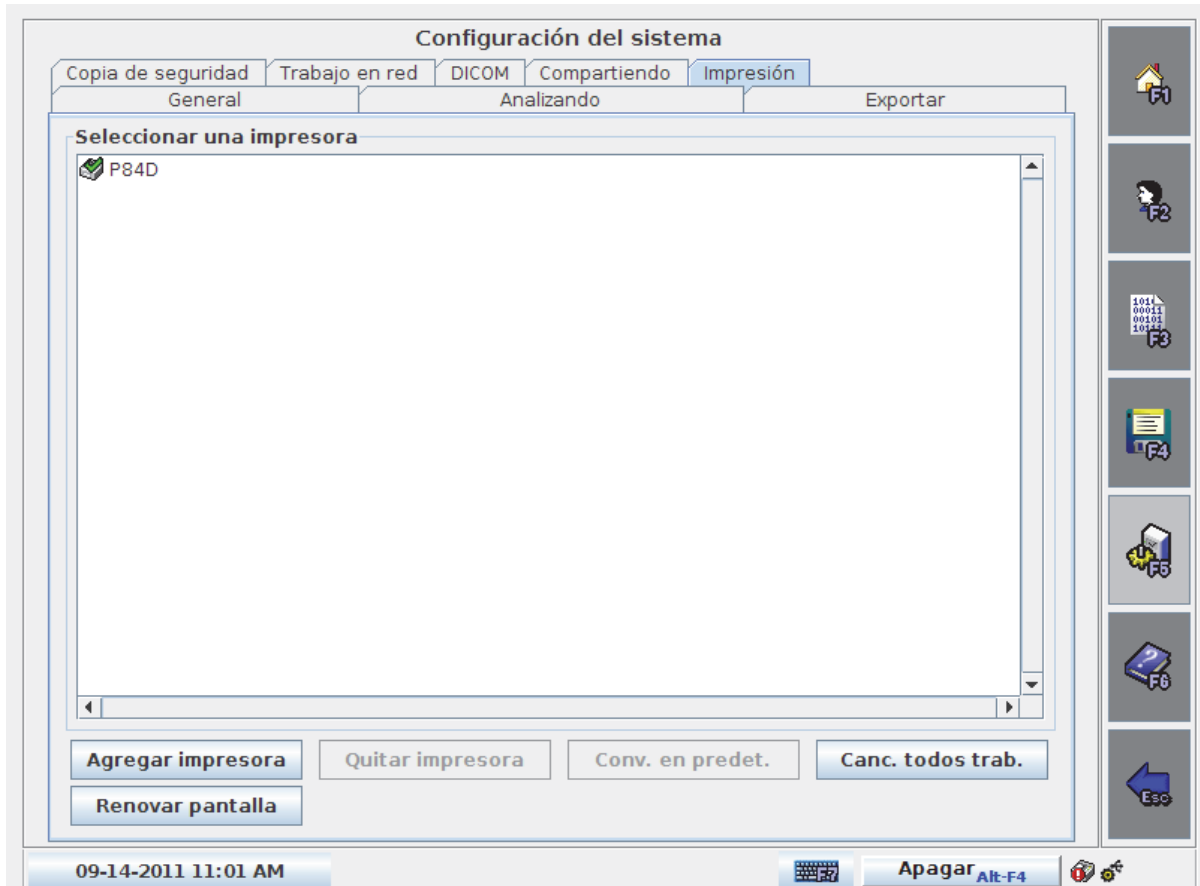 Configuración del sistema
Copia de seguridad Trabajo en red DICOM Compartiendo Impresión
General Analizando Exportar
Seleccionar una impresora
P84D
Agregar impresora Quitar impresora Conv. en predet. Canc. todos trab.
Renovar pantalla
09-14-2011 11:01 AM F7 Apagar Alt-F4
F1
F2
F3
F4
F5
F6
Esc